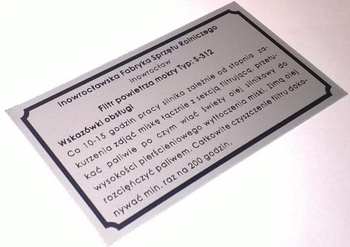 Inowrocławska Fabryka Sprzętu Rolniczego
Inowrocław
Filtr powietrza mokry Typ: S-312
Wskazówki obsługi
Co 10-15 godzin pracy silnika zależnie od stopnia za-
kurzenia zdjąć miskę łącznie z sekcją filtrującą, przetu-
kać paliwie po czym wlać świeży olej silnikowy do
wysokości pierścieniowego wytłoczenia miski. Zimą olej
rozcieńczyć paliwem. Całkowite czyszczenie filtru doko-
nywać min. raz na 200 godzin.